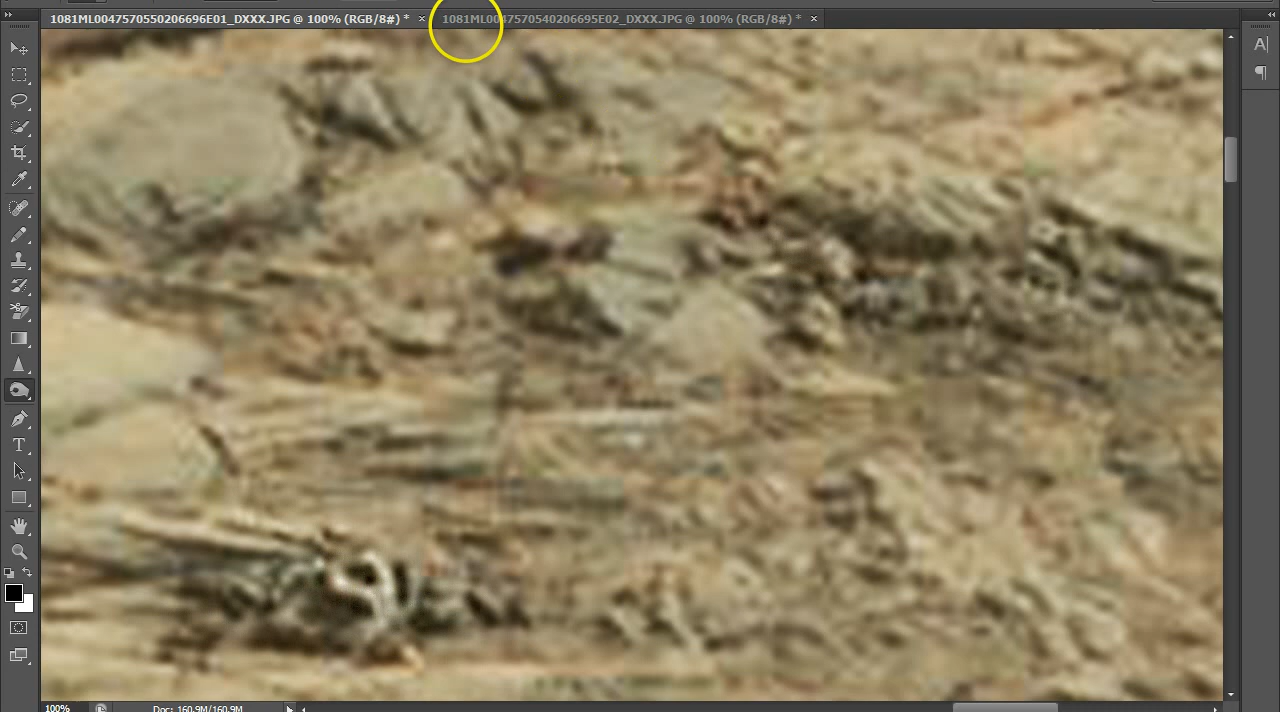 1081ML0047570550206696E01_DXXX.JPG @ 100% (RGB/8#) * ×
1081ML0047570540206695E02_DXXX.JPG @ 100% (RGB/8#) * ×
A
T
100%
Doc: 160.9M/160.9M